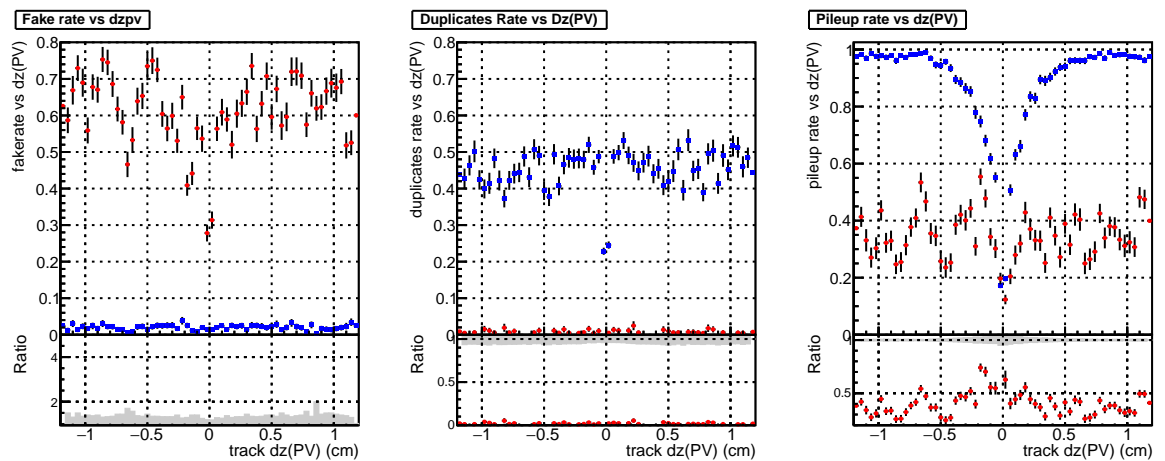 Fake rate vs dzpv
fakerate vs dz(PV)
0.8
0.7
0.6
0.5
0.4
0.3
0.2
0.1
0
Ratio
4
2
−1 −0.5 0 0.5 1
track dz(PV) (cm)
Duplicates Rate vs Dz(PV)
duplicates rate vs dz(PV)
0.8
0.7
0.6
0.5
0.4
0.3
0.2
0.1
0
Ratio
1
0.5
0
−1 −0.5 0 0.5 1
track dz(PV) (cm)
Pileup rate vs dz(PV)
pileup rate vs dz(PV)
1
0.8
0.6
0.4
0.2
0
Ratio
1
0.5
−1 −0.5 0 0.5 1
track dz(PV) (cm)